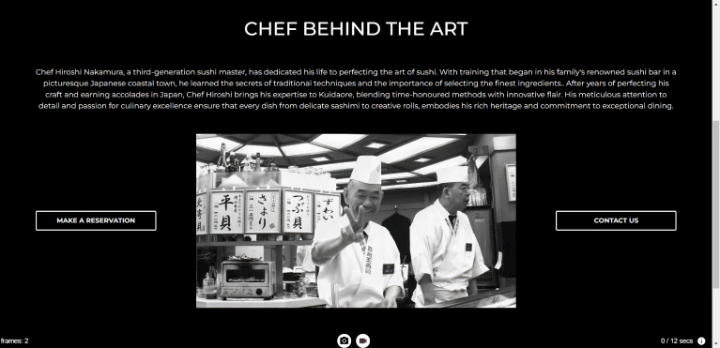 CHEF BEHIND THE ART
Chef Hiroshi Nakamura, a third-generation sushi master, has dedicated his life to perfecting the art of sushi. With training that began in his family's renowned sushi bar in a
picturesque Japanese coastal town, he learned the secrets of traditional techniques and the importance of selecting the finest ingredients. After years of perfecting his
craft and earning accolades in Japan, Chef Hiroshi brings his expertise to Kuidaore, blending time-honoured methods with innovative flair. His meticulous attention to
detail and passion for culinary excellence ensure that every dish from delicate sashimi to creative rolls, embodies his rich heritage and commitment to exceptional dining.
平貝
さより
つぶ貝
ずわい
MAKE A RESERVATION
CONTACT US
frames: 2
0 / 12 secs